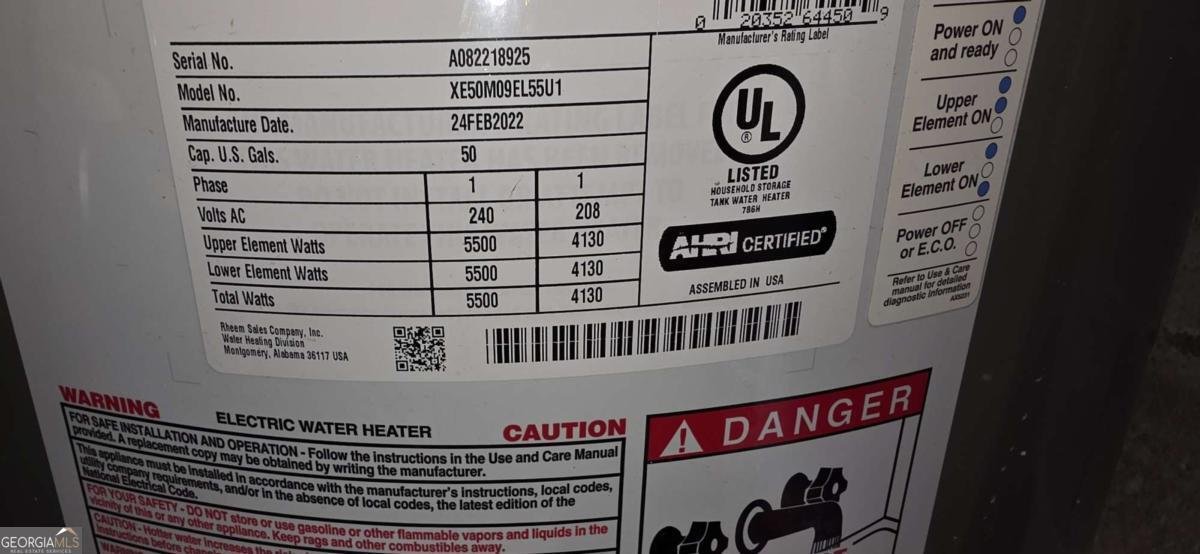 0 20352 64450 9
Manufacturer's Rating Label
Serial No. A082218925
Model No. XE50M09EL55U1
Manufacture Date. 24FEB2022
Cap. U.S. Gals. 50
Phase 1 1
Volts AC 240 208
Upper Element Watts 5500 4130
Lower Element Watts 5500 4130
Total Watts 5500 4130
UL
®
LISTED
HOUSEHOLD STORAGE
TANK WATER HEATER
786H
AHRI CERTIFIED®
ASSEMBLED IN USA
Rheem Sales Company, Inc.
Water Heating Division
Montgomery, Alabama 36117 USA
Power ON
and ready
Upper
Element ON
Lower
Element ON
Power OFF
or E.C.O.
Refer to Use & Care
manual for detailed
diagnostic information
WARNING
ELECTRIC WATER HEATER
CAUTION
FOR SAFE INSTALLATION AND OPERATION - Follow the instructions in the Use and Care Manual
provided. A replacement copy may be obtained by writing the manufacturer.
This appliance must be installed in accordance with the manufacturer's instructions, local codes,
utility company requirements, and/or in the absence of local codes, the latest edition of the
National Electrical Code.
FOR YOUR SAFETY - DO NOT store or use gasoline or other flammable vapors and liquids in the
vicinity of this or any other appliance. Keep rags and other combustibles away.
CAUTION - Hotter water increases the
instructions before
DANGER
GEORGIAMLS
REAL ESTATE SERVICES